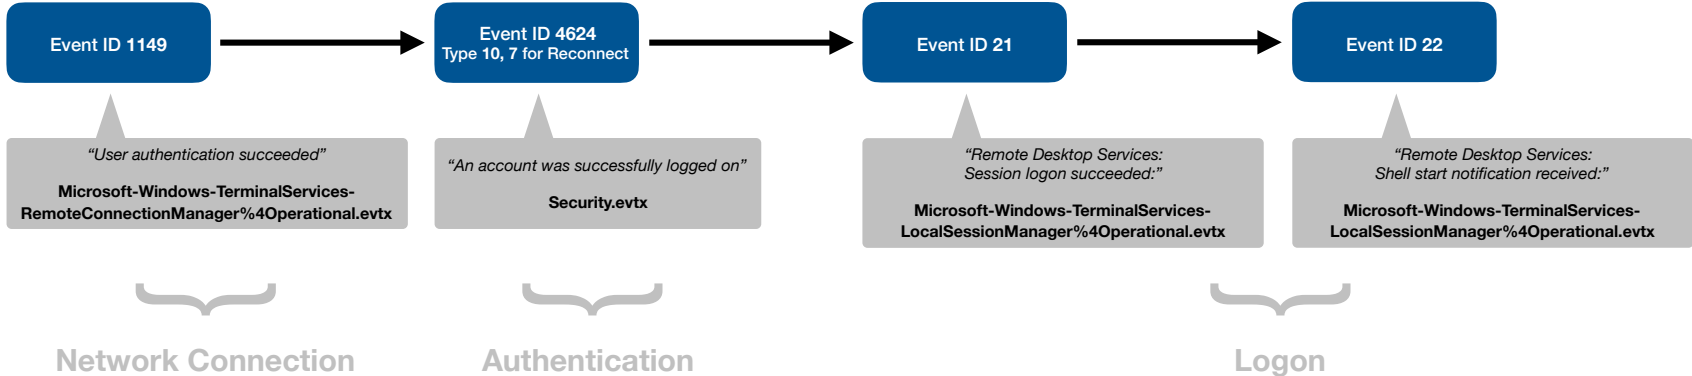 Event ID 1149
Event ID 4624
Type 10, 7 for Reconnect
Event ID 21
Event ID 22
“User authentication succeeded”
Microsoft-Windows-TerminalServices-
RemoteConnectionManager%4Operational.evtx
“An account was successfully logged on”
Security.evtx
“Remote Desktop Services:
Session logon succeeded:”
Microsoft-Windows-TerminalServices-
LocalSessionManager%4Operational.evtx
“Remote Desktop Services:
Shell start notification received:”
Microsoft-Windows-TerminalServices-
LocalSessionManager%4Operational.evtx
Network Connection
Authentication
Logon